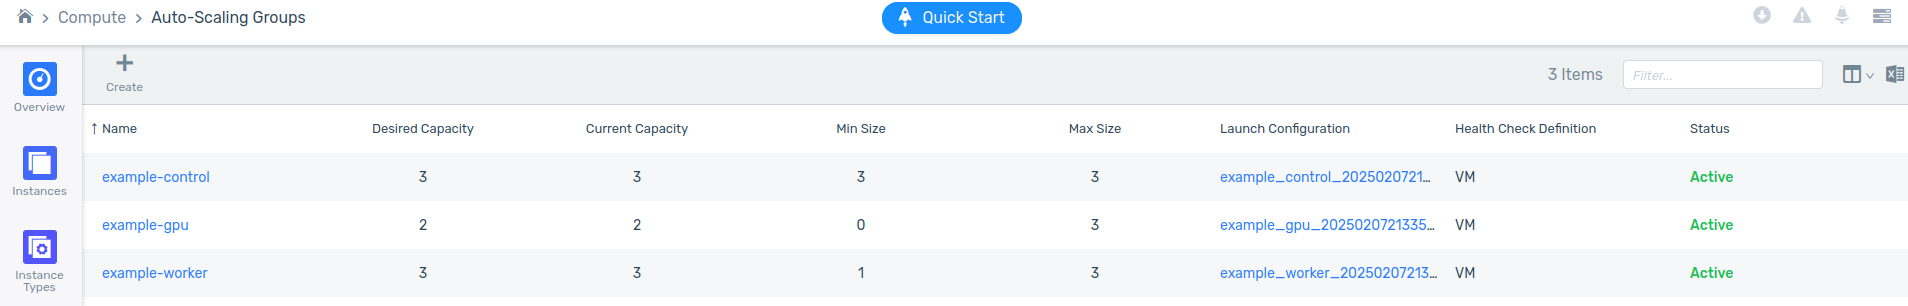 Compute > Auto-Scaling Groups
Quick Start
Create
3 Items
Filter...
Overview
Instances
Instance
Types
↑ Name Desired Capacity Current Capacity Min Size Max Size Launch Configuration Health Check Definition Status
example-control 3 3 3 3 example_control_2025020721... VM Active
example-gpu 2 2 0 3 example_gpu_2025020721335... VM Active
example-worker 3 3 1 3 example_worker_20250207213... VM Active